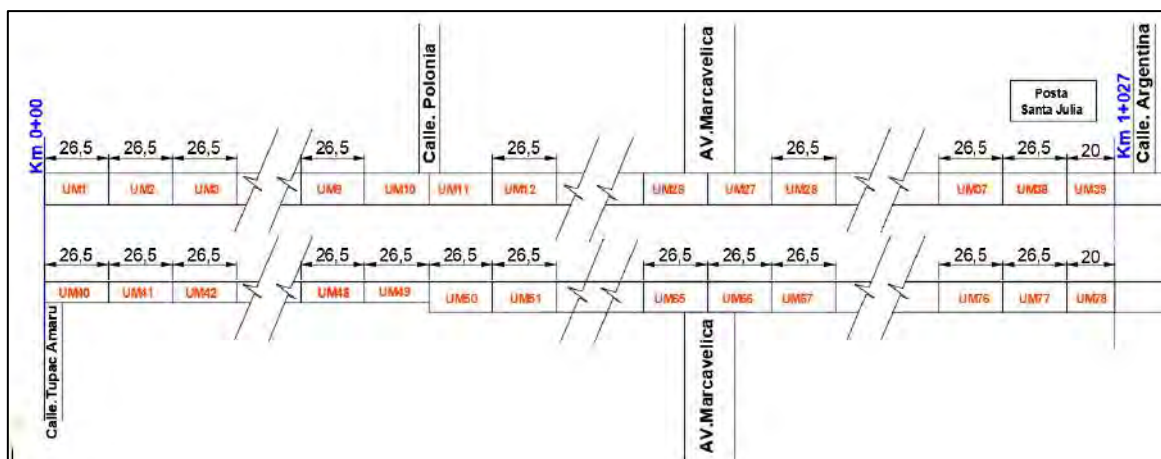 Km 0+00
Calle. Polonia
AV.Marcavelica
Posta
Santa Julia
Km 1+027
Calle. Argentina
26,5 26,5 26,5 26,5 26,5 26,5 26,5 26,5 20
UM1 UM2 UM3 UM9 UM10 UM11 UM12 UM26 UM27 UM28 UM37 UM38 UM39
26,5 26,5 26,5 26,5 26,5 26,5 26,5 26,5 26,5 26,5 26,5 26,5 20
UM40 UM41 UM42 UM48 UM49 UM50 UM51 UM65 UM66 UM67 UM76 UM77 UM78
Calle.Tupac Amaru
AV.Marcavelica